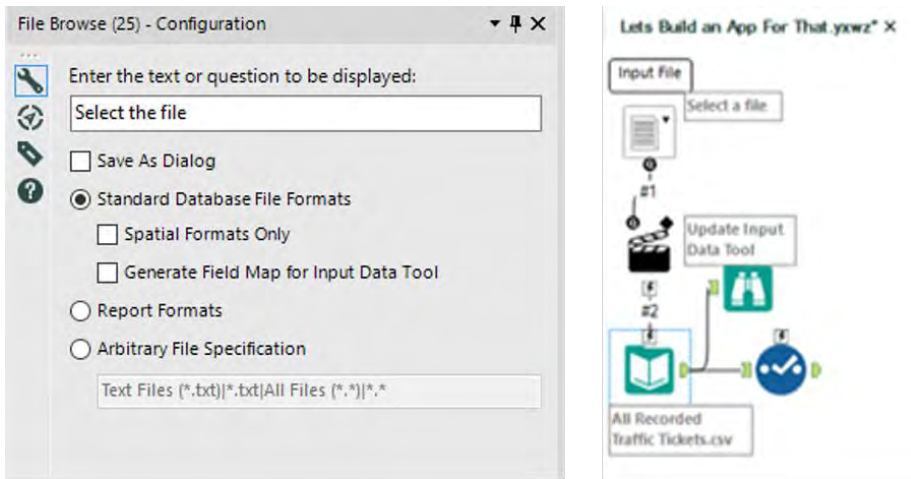 File Browse (25) - Configuration
Enter the text or question to be displayed:
Select the file
Save As Dialog
Standard Database File Formats
Spatial Formats Only
Generate Field Map for Input Data Tool
Report Formats
Arbitrary File Specification
Text Files (*.txt)|*.txt|All Files (*.*)|*.*
Lets Build an App For That.yxwz*
Input File
Select a file
#1
Update Input
Data Tool
#2
All Recorded
Traffic Tickets.csv